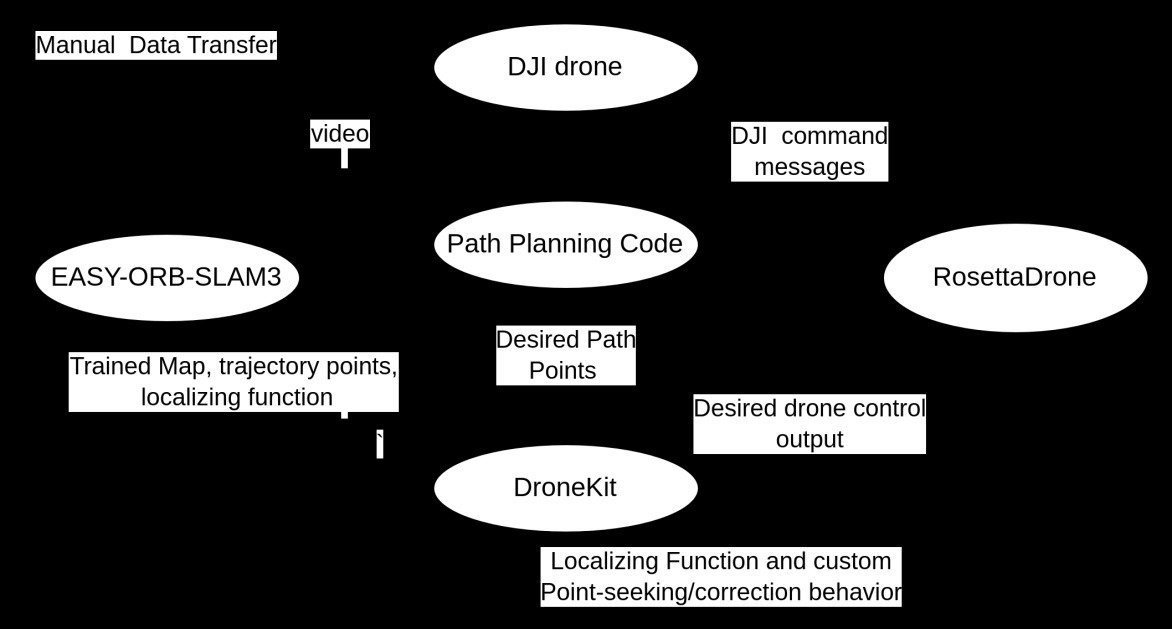 Manual  Data Transfer
DJI drone
video
DJI  command
messages
Path Planning Code
EASY-ORB-SLAM3
RosettaDrone
Desired Path
Points
Trained Map, trajectory points,
localizing function
Desired drone control
output
`
DroneKit
Localizing Function and custom
Point-seeking/correction behavior